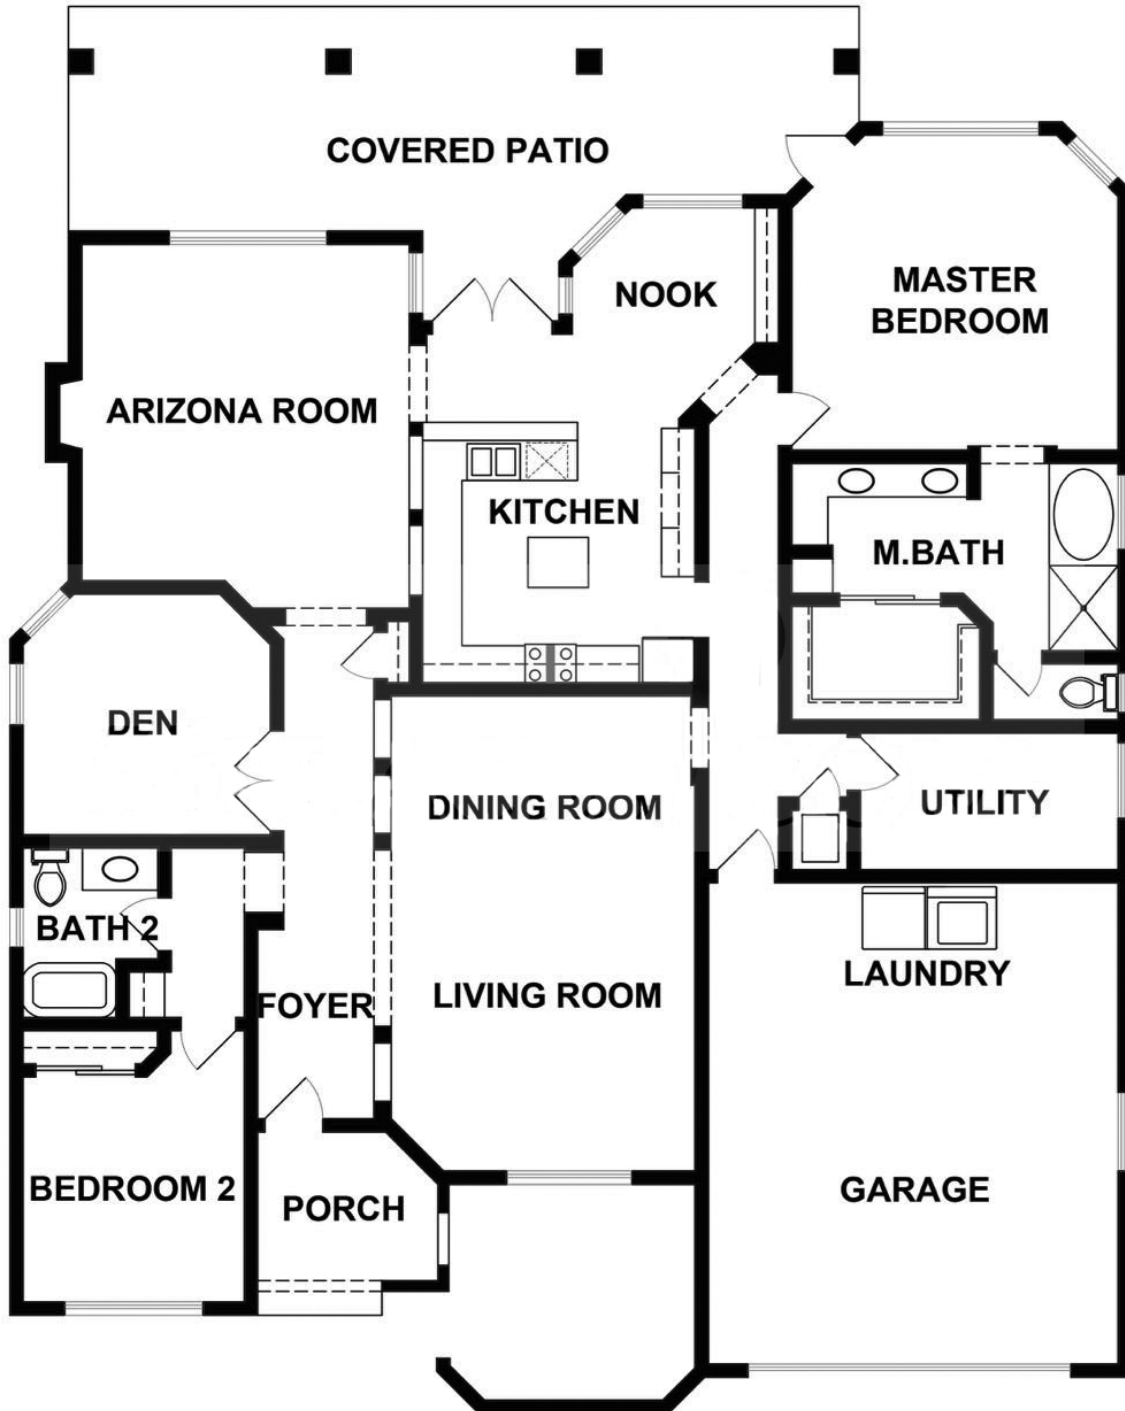 COVERED PATIO
NOOK
MASTER
BEDROOM
ARIZONA ROOM
KITCHEN
M.BATH
DEN
DINING ROOM
UTILITY
BATH 2
LAUNDRY
LIVING ROOM
FOYER
BEDROOM 2
PORCH
GARAGE